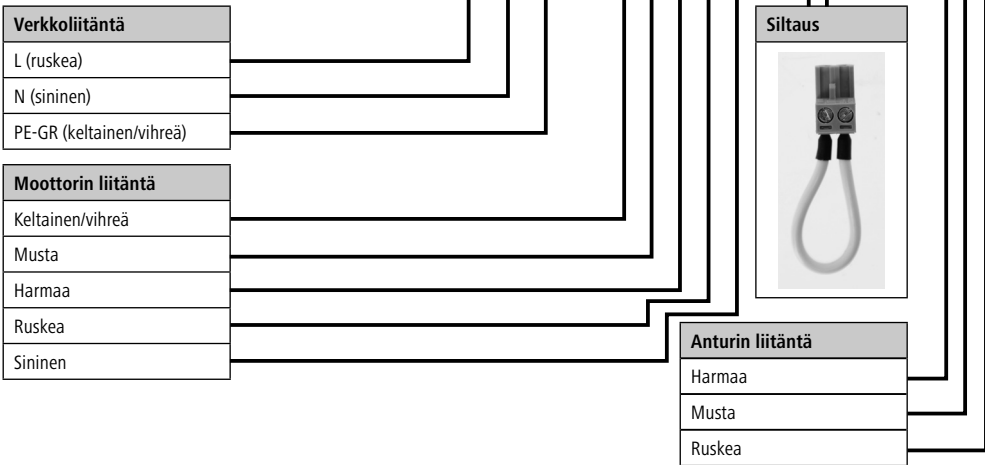 Verkkoliitäntä
L (ruskea)
N (sininen)
PE-GR (keltainen/vihreä)
Moottorin liitäntä
Keltainen/vihreä
Musta
Harmaa
Ruskea
Sininen
Siltaus
Anturin liitäntä
Harmaa
Musta
Ruskea